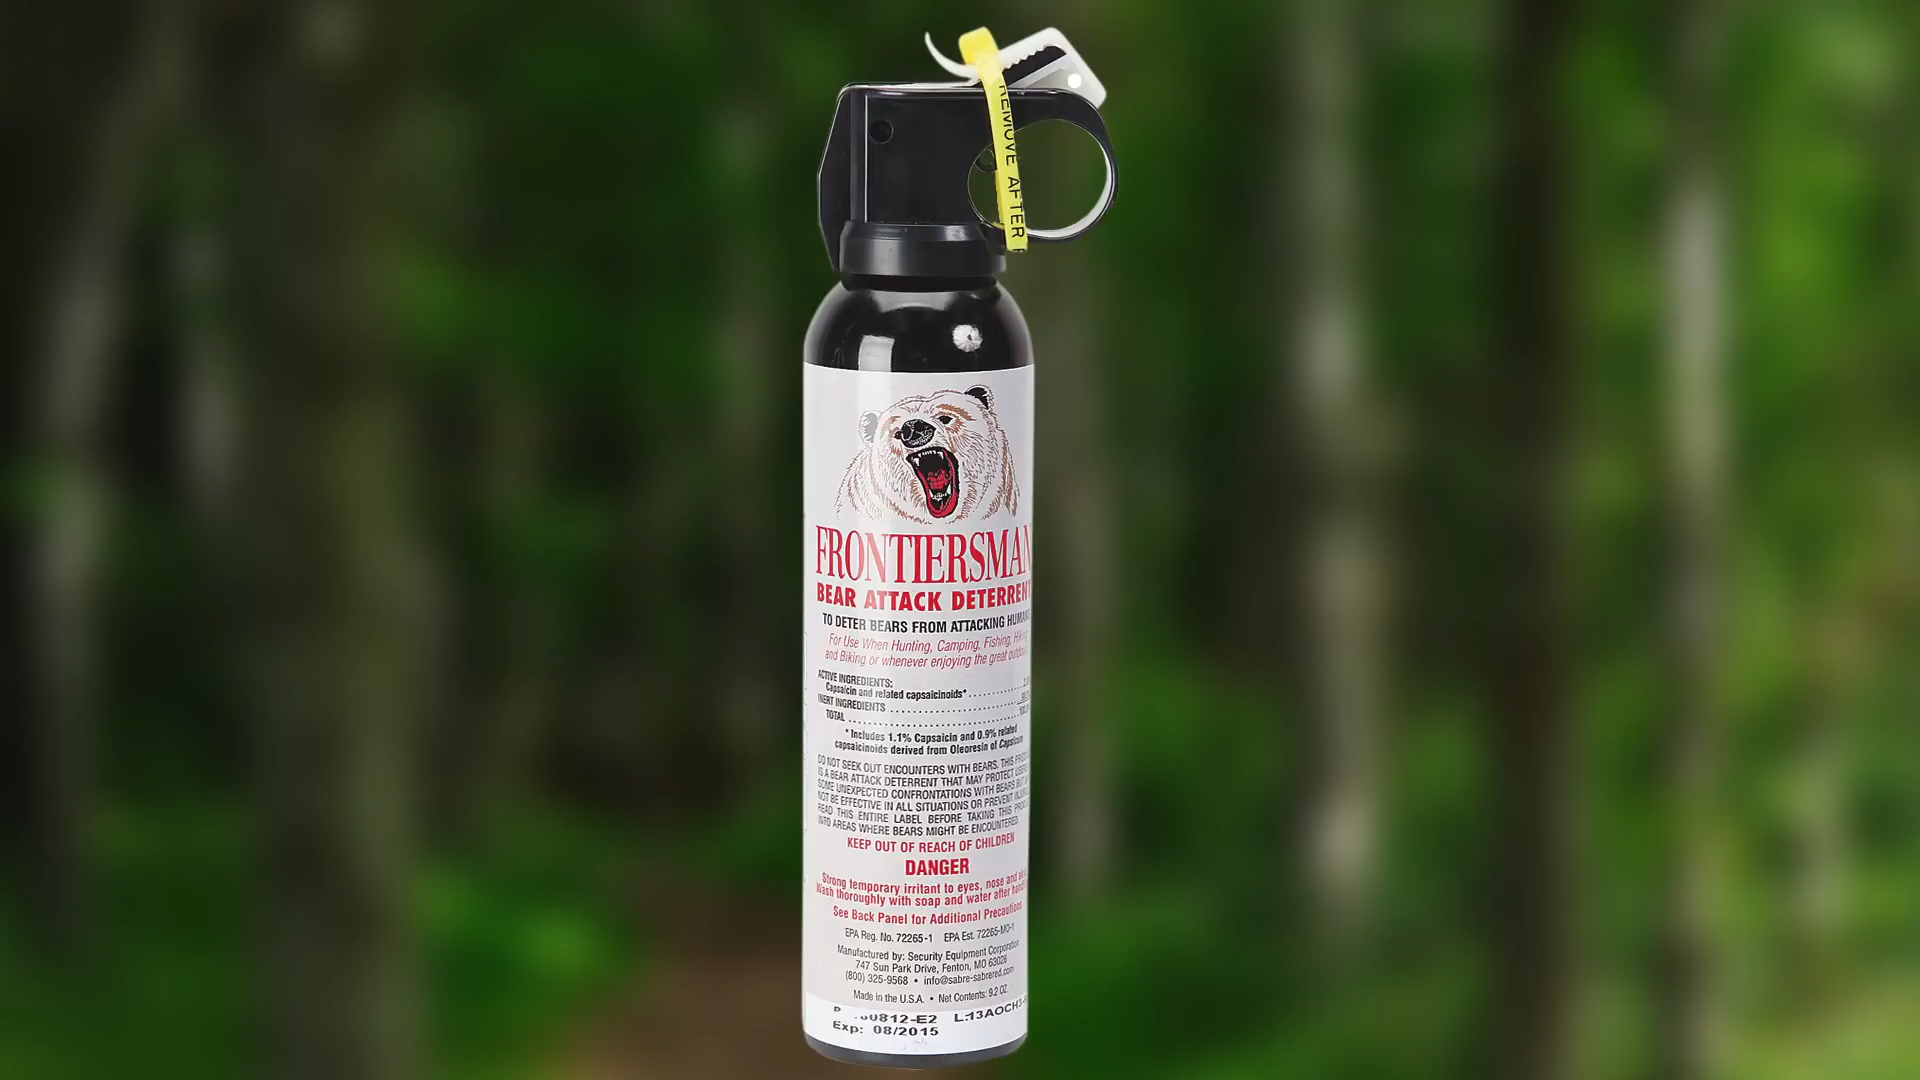 REMOVE AFTER
FRONTIERSMAN
BEAR ATTACK DETERRENT
TO DETER BEARS FROM ATTACKING HUMANS
For Use When Hunting, Camping, Fishing, Hiking
and Biking or whenever enjoying the great outdoors
ACTIVE INGREDIENTS:
Capsaicin and related capsaicinoids*
INERT INGREDIENTS
TOTAL
* Includes 1.1% Capsaicin and 0.9% related
capsaicinoids derived from Oleoresin of Capsicum
DO NOT SEEK OUT ENCOUNTERS WITH BEARS. THIS
IS A BEAR ATTACK DETERRENT THAT MAY PROTECT USERS
SOME UNEXPECTED CONFRONTATIONS WITH BEARS BUT
NOT BE EFFECTIVE IN ALL SITUATIONS OR PREVENT
READ THIS ENTIRE LABEL BEFORE TAKING THIS
INTO AREAS WHERE BEARS MIGHT BE ENCOUNTERED.
KEEP OUT OF REACH OF CHILDREN
DANGER
Strong temporary irritant to eyes, nose and
Wash thoroughly with soap and water after
See Back Panel for Additional Precautions
EPA Reg. No. 72265-1 EPA Est. 72265-MO-1
Manufactured by: Security Equipment Corporation
747 Sun Park Drive, Fenton, MO 63026
(800) 325-9568 • info@sabre-sabrered.com
Made in the U.S.A. • Net Contents: 9.2 OZ
Exp: 08/2015